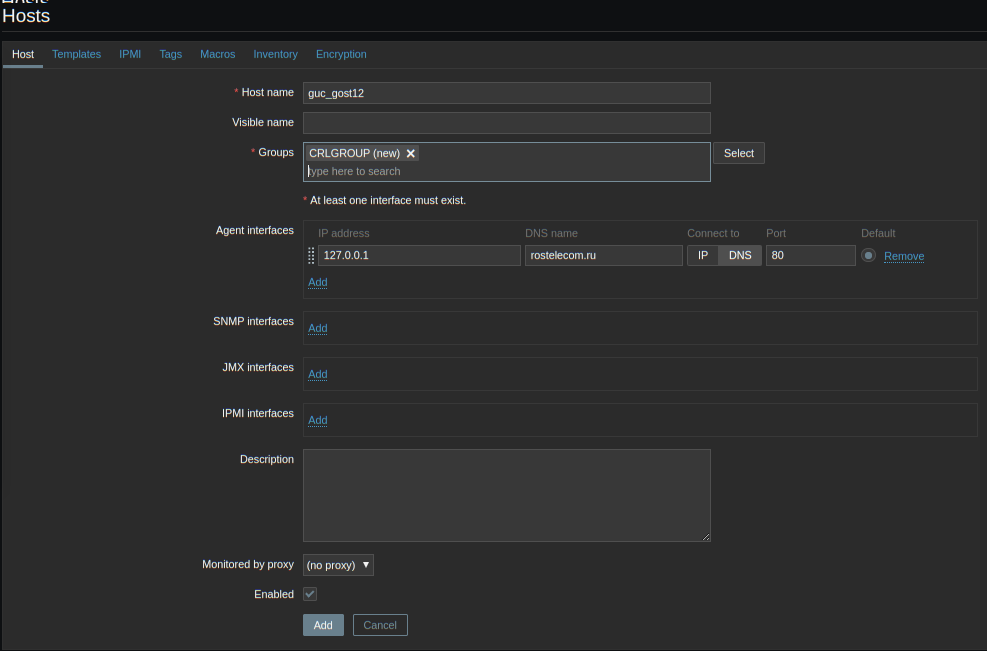 Hosts
Host Templates IPMI Tags Macros Inventory Encryption
* Host name guc_gost12
Visible name
* Groups CRLGROUP (new) Select
type here to search
* At least one interface must exist.
Agent interfaces IP address DNS name Connect to Port Default
127.0.0.1 rostelecom.ru IP DNS 80 Remove
Add
SNMP interfaces Add
JMX interfaces Add
IPMI interfaces Add
Description
Monitored by proxy (no proxy)
Enabled
Add Cancel